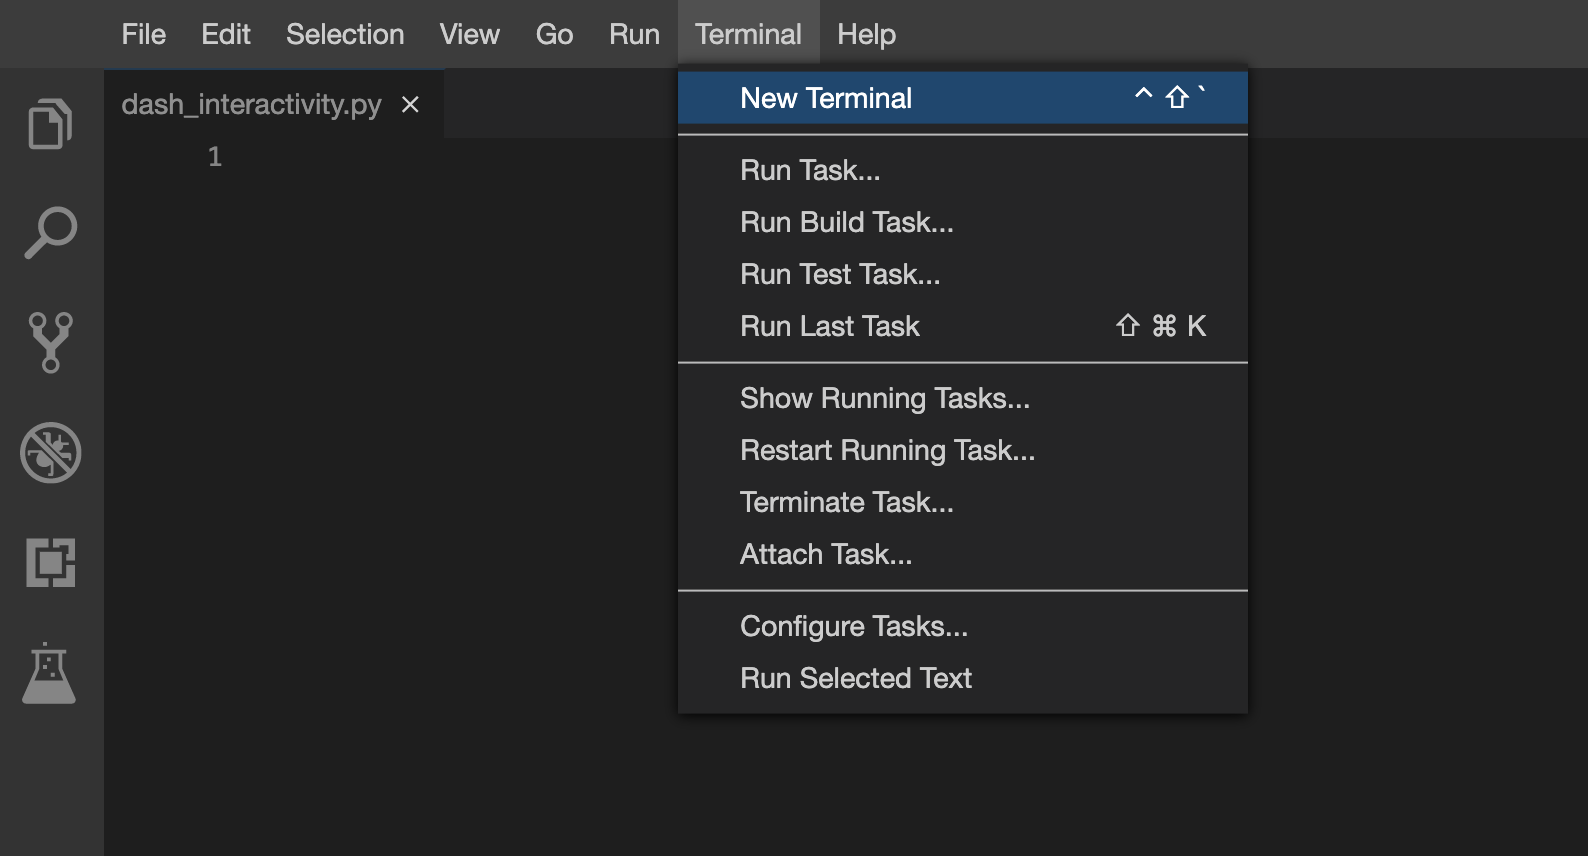 File Edit Selection View Go Run Terminal Help
dash_interactivity.py ×
1
New Terminal ^ ⇧ `
Run Task...
Run Build Task...
Run Test Task...
Run Last Task ⇧ ⌘ K
Show Running Tasks...
Restart Running Task...
Terminate Task...
Attach Task...
Configure Tasks...
Run Selected Text